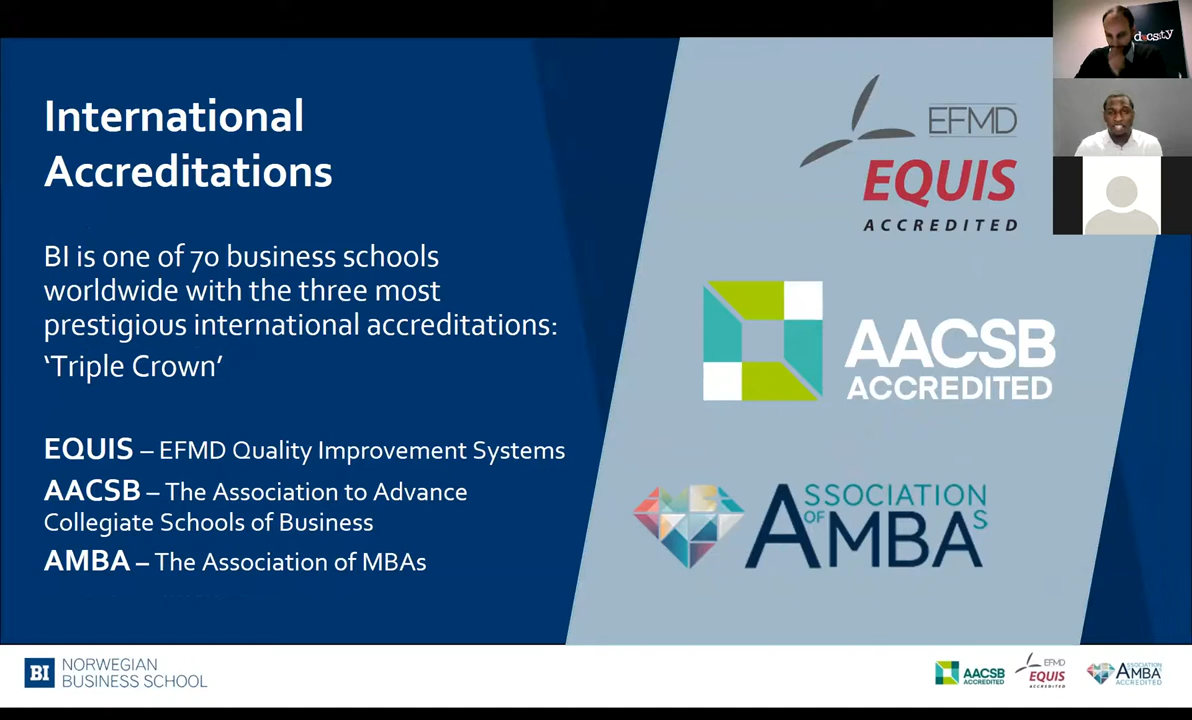 International
Accreditations
BI is one of 70 business schools
worldwide with the three most
prestigious international accreditations:
‘Triple Crown’
EQUIS – EFMD Quality Improvement Systems
AACSB – The Association to Advance
Collegiate Schools of Business
AMBA – The Association of MBAs
EFMD
EQUIS
ACCREDITED
AACSB
ACCREDITED
ASSOCIATION
OF AMBAs
docsity
BI NORWEGIAN
BUSINESS SCHOOL
AACSB
ACCREDITED
EFMD
EQUIS
ACCREDITED
ASSOCIATION
AMBA
ACCREDITED